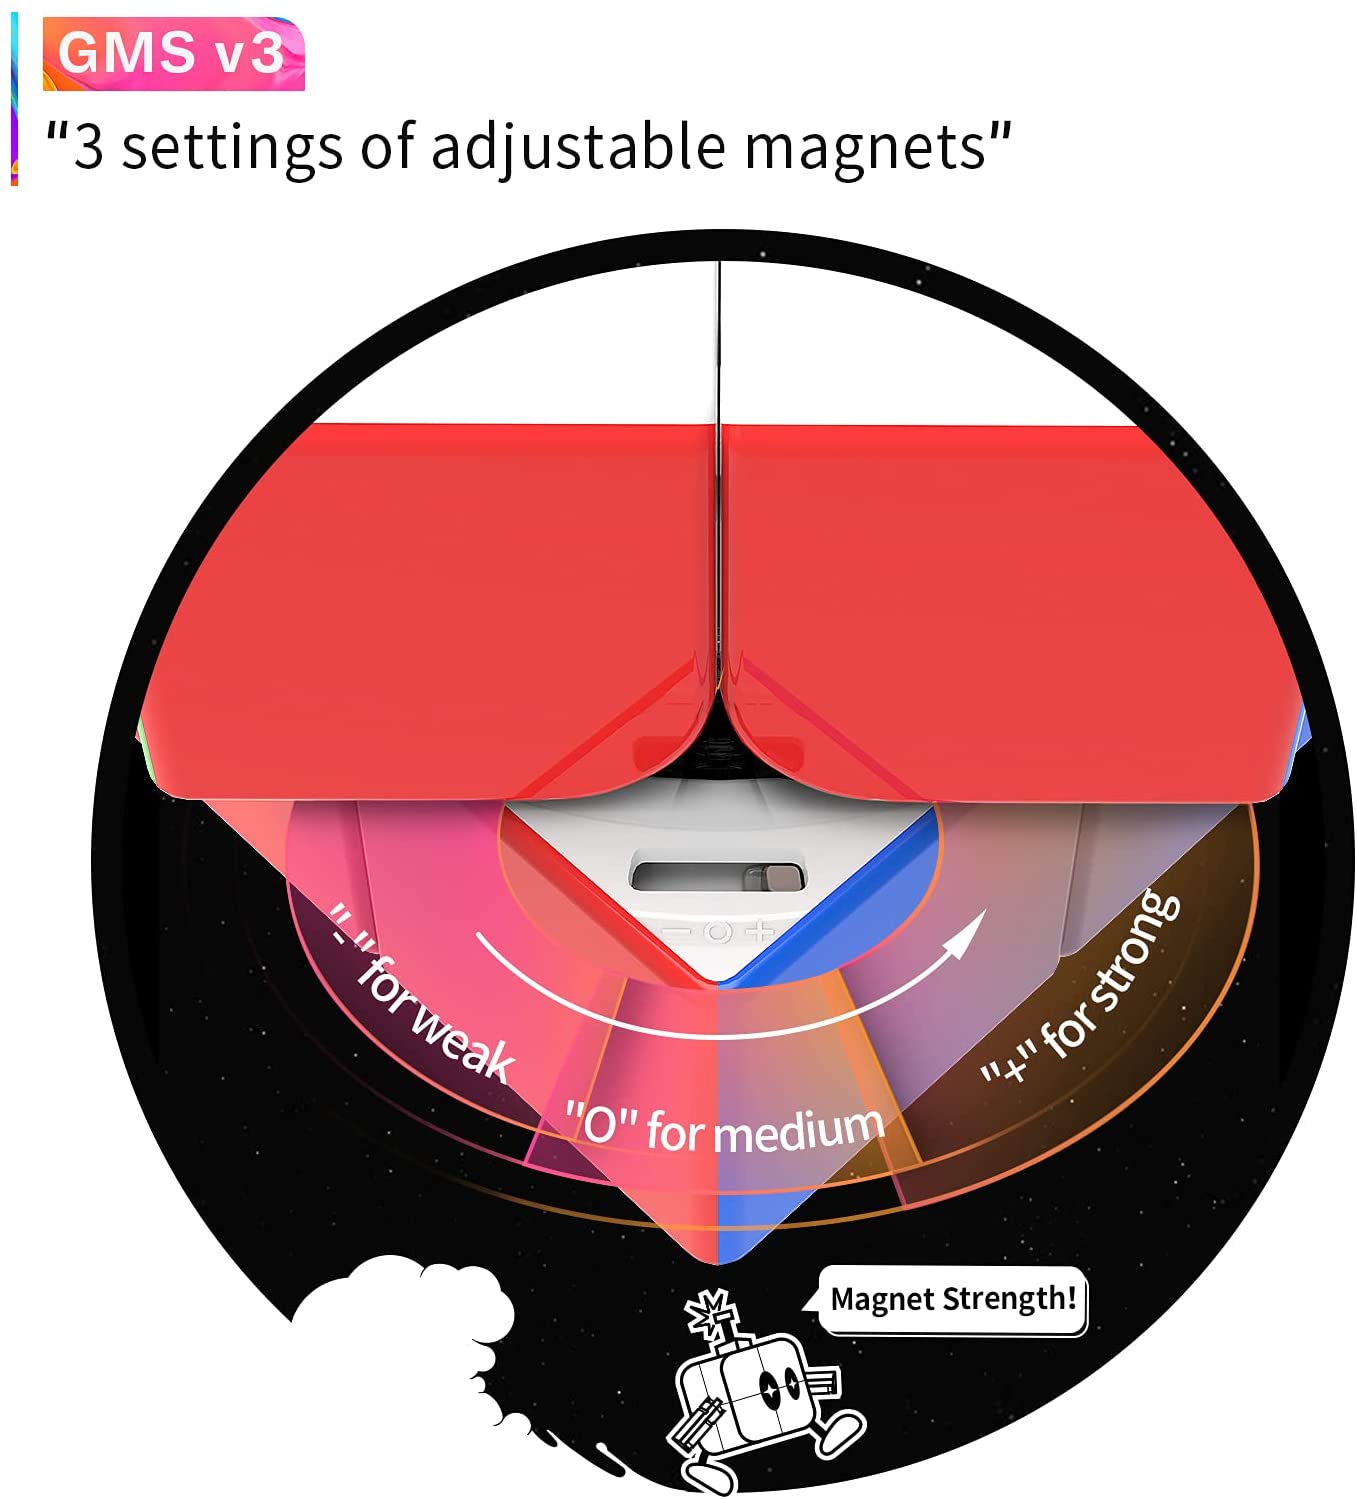 GMS v3
"3 settings of adjustable magnets"
− O +
"-" for weak
"O" for medium
"+" for strong
Magnet Strength!